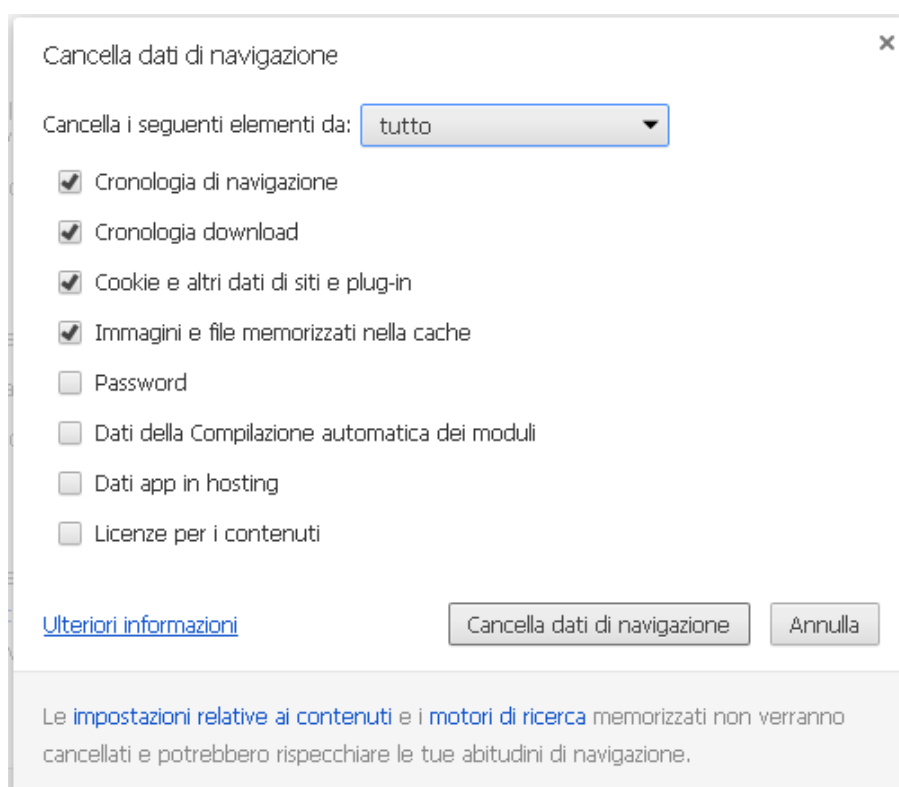 Cancella dati di navigazione
Cancella i seguenti elementi da: tutto
Cronologia di navigazione
Cronologia download
Cookie e altri dati di siti e plug-in
Immagini e file memorizzati nella cache
Password
Dati della Compilazione automatica dei moduli
Dati app in hosting
Licenze per i contenuti
Ulteriori informazioni Cancella dati di navigazione Annulla
Le impostazioni relative ai contenuti e i motori di ricerca memorizzati non verranno
cancellati e potrebbero rispecchiare le tue abitudini di navigazione.